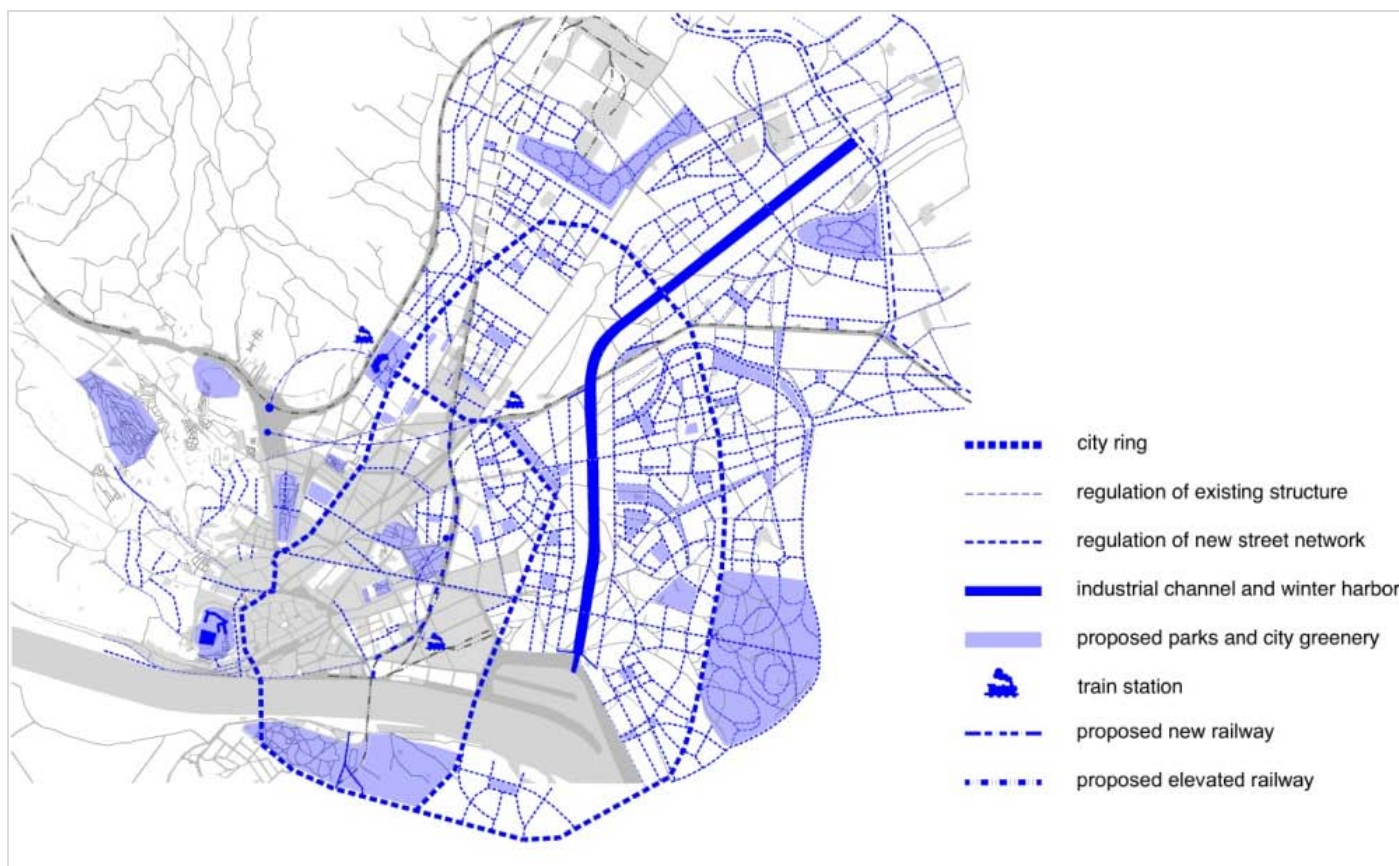 city ring
regulation of existing structure
regulation of new street network
industrial channel and winter harbor
proposed parks and city greenery
train station
proposed new railway
proposed elevated railway